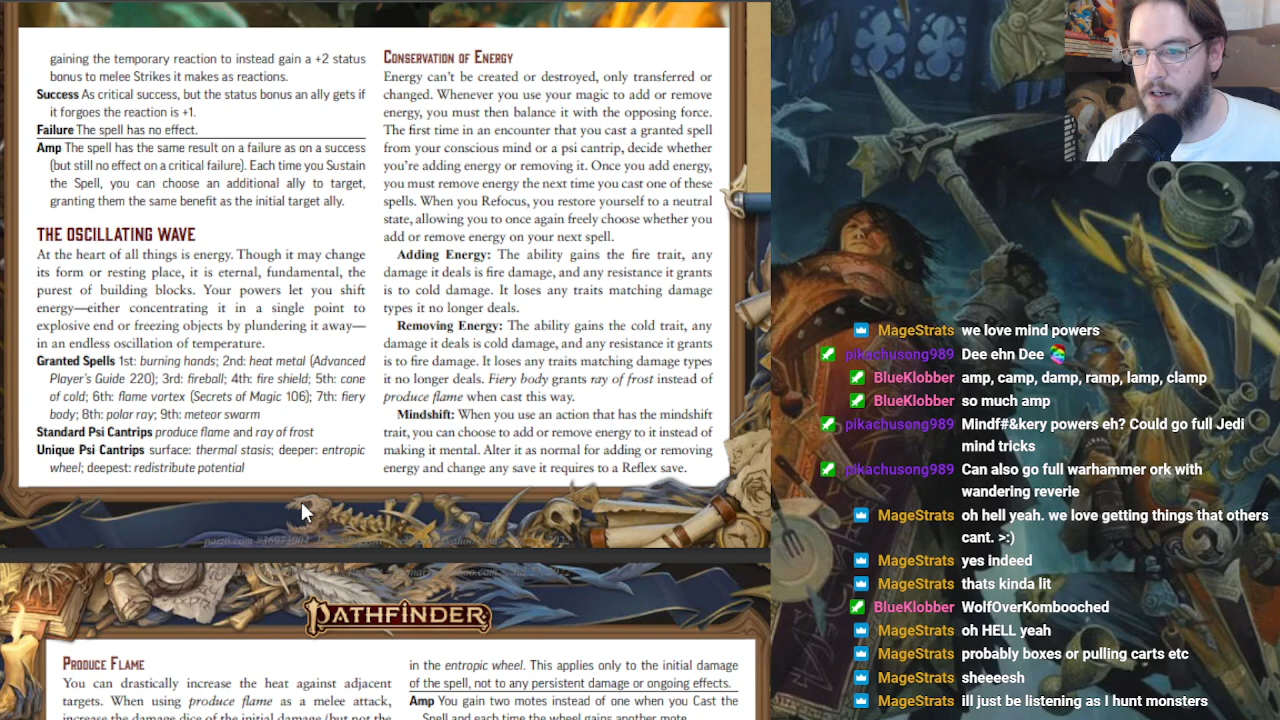 gaining the temporary reaction to instead gain a +2 status
bonus to melee Strikes it makes as reactions.
Success As critical success, but the status bonus an ally gets if
it forgoes the reaction is +1.
Failure The spell has no effect.
Amp The spell has the same result on a failure as on a success
(but still no effect on a critical failure). Each time you Sustain
the Spell, you can choose an additional ally to target,
granting them the same benefit as the initial target ally.
THE OSCILLATING WAVE
At the heart of all things is energy. Though it may change
its form or resting place, it is eternal, fundamental, the
purest of building blocks. Your powers let you shift
energy—either concentrating it in a single point to
explosive end or freezing objects by plundering it away—
in an endless oscillation of temperature.
Granted Spells 1st: burning hands; 2nd: heat metal (Advanced
Player's Guide 220); 3rd: fireball; 4th: fire shield; 5th: cone
of cold; 6th: flame vortex (Secrets of Magic 106); 7th: fiery
body; 8th: polar ray; 9th: meteor swarm
Standard Psi Cantrips produce flame and ray of frost
Unique Psi Cantrips surface: thermal stasis; deeper: entropic
wheel; deepest: redistribute potential
CONSERVATION OF ENERGY
Energy can't be created or destroyed, only transferred or
changed. Whenever you use your magic to add or remove
energy, you must then balance it with the opposing force.
The first time in an encounter that you cast a granted spell
from your conscious mind or a psi cantrip, decide whether
you're adding energy or removing it. Once you add energy,
you must remove energy the next time you cast one of these
spells. When you Refocus, you restore yourself to a neutral
state, allowing you to once again freely choose whether you
add or remove energy on your next spell.
Adding Energy: The ability gains the fire trait, any
damage it deals is fire damage, and any resistance it grants
is to cold damage. It loses any traits matching damage
types it no longer deals.
Removing Energy: The ability gains the cold trait, any
damage it deals is cold damage, and any resistance it grants
is to fire damage. It loses any traits matching damage types
it no longer deals. Fiery body grants ray of frost instead of
produce flame when cast this way.
Mindshift: When you use an action that has the mindshift
trait, you can choose to add or remove energy to it instead of
making it mental. Alter it as normal for adding or removing
energy and change any save it requires to a Reflex save.
PATHFINDER
PRODUCE FLAME
You can drastically increase the heat against adjacent
targets. When using produce flame as a melee attack,
increase the damage dice of the initial damage (but not the
in the entropic wheel. This applies only to the initial damage
of the spell, not to any persistent damage or ongoing effects.
Amp You gain two motes instead of one when you Cast the
Spell and each time the wheel gains another mote.
MageStrats we love mind powers
pikachusong989 Dee ehn Dee
BlueKlobber amp, camp, damp, ramp, lamp, clamp
BlueKlobber so much amp
pikachusong989 Mindf#&kery powers eh? Could go full Jedi
mind tricks
pikachusong989 Can also go full warhammer ork with
wandering reverie
MageStrats oh hell yeah. we love getting things that others
cant. >:)
MageStrats yes indeed
MageStrats thats kinda lit
BlueKlobber WolfOverKombooched
MageStrats oh HELL yeah
MageStrats probably boxes or pulling carts etc
MageStrats sheeeesh
MageStrats ill just be listening as I hunt monsters